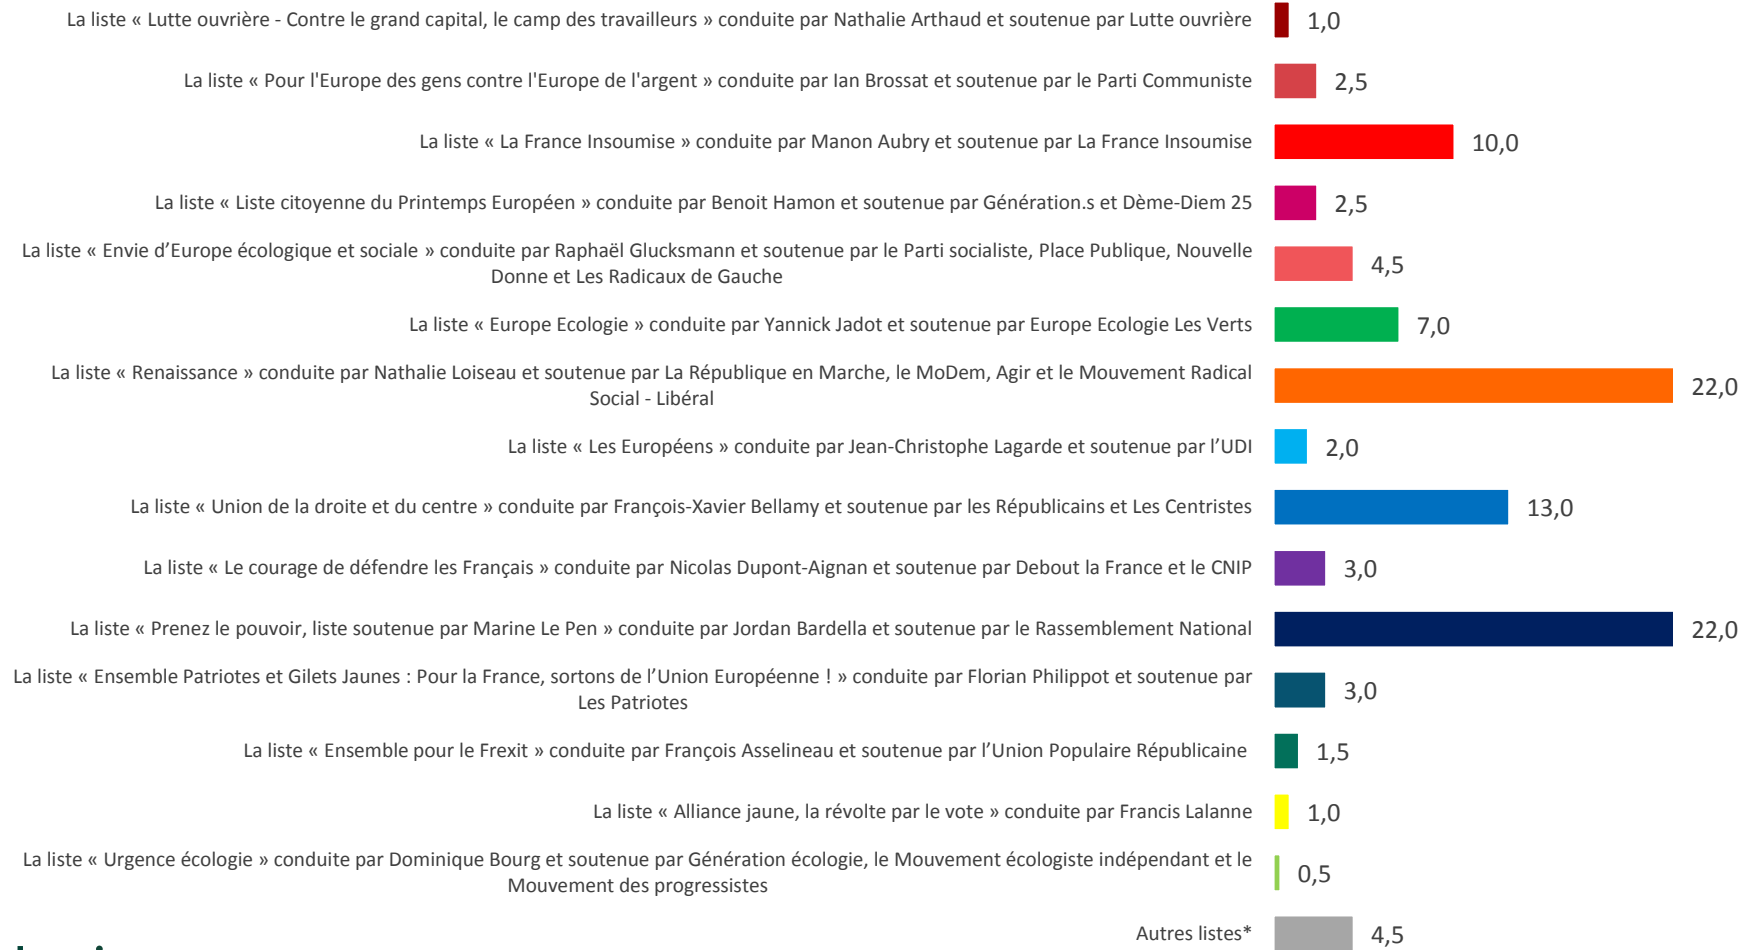 La liste « Lutte ouvrière - Contre le grand capital, le camp des travailleurs » conduite par Nathalie Arthaud et soutenue par Lutte ouvrière 1,0
La liste « Pour l'Europe des gens contre l'Europe de l'argent » conduite par Ian Brossat et soutenue par le Parti Communiste 2,5
La liste « La France Insoumise » conduite par Manon Aubry et soutenue par La France Insoumise 10,0
La liste « Liste citoyenne du Printemps Européen » conduite par Benoit Hamon et soutenue par Génération.s et Dème-Diem 25 2,5
La liste « Envie d’Europe écologique et sociale » conduite par Raphaël Glucksmann et soutenue par le Parti socialiste, Place Publique, Nouvelle
Donne et Les Radicaux de Gauche
4,5
La liste « Europe Ecologie » conduite par Yannick Jadot et soutenue par Europe Ecologie Les Verts 7,0
La liste « Renaissance » conduite par Nathalie Loiseau et soutenue par La République en Marche, le MoDem, Agir et le Mouvement Radical
Social - Libéral
22,0
La liste « Les Européens » conduite par Jean-Christophe Lagarde et soutenue par l’UDI 2,0
La liste « Union de la droite et du centre » conduite par François-Xavier Bellamy et soutenue par les Républicains et Les Centristes 13,0
La liste « Le courage de défendre les Français » conduite par Nicolas Dupont-Aignan et soutenue par Debout la France et le CNIP 3,0
La liste « Prenez le pouvoir, liste soutenue par Marine Le Pen » conduite par Jordan Bardella et soutenue par le Rassemblement National 22,0
La liste « Ensemble Patriotes et Gilets Jaunes : Pour la France, sortons de l’Union Européenne ! » conduite par Florian Philippot et soutenue par
Les Patriotes
3,0
La liste « Ensemble pour le Frexit » conduite par François Asselineau et soutenue par l’Union Populaire Républicaine 1,5
La liste « Alliance jaune, la révolte par le vote » conduite par Francis Lalanne 1,0
La liste « Urgence écologie » conduite par Dominique Bourg et soutenue par Génération écologie, le Mouvement écologiste indépendant et le
Mouvement des progressistes
0,5
Autres listes* 4,5